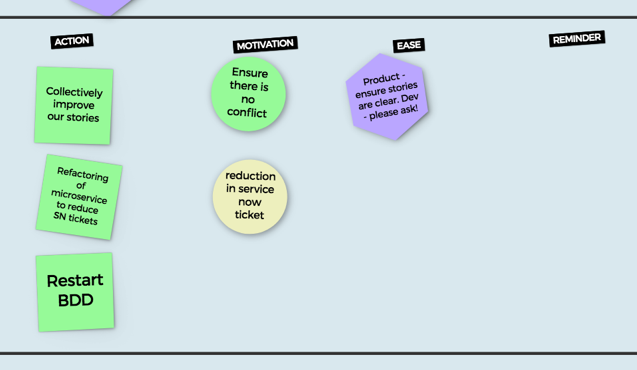 ACTION
MOTIVATION
EASE
REMINDER
Collectively
improve
our stories
Ensure
there is
no
conflict
Product -
ensure stories
are clear. Dev
- please ask!
Refactoring
of
microservice
to reduce
SN tickets
reduction
in service
now
ticket
Restart
BDD